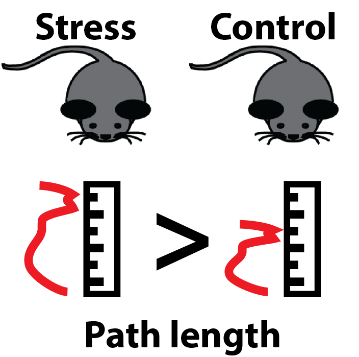 Stress Control
>
Path length